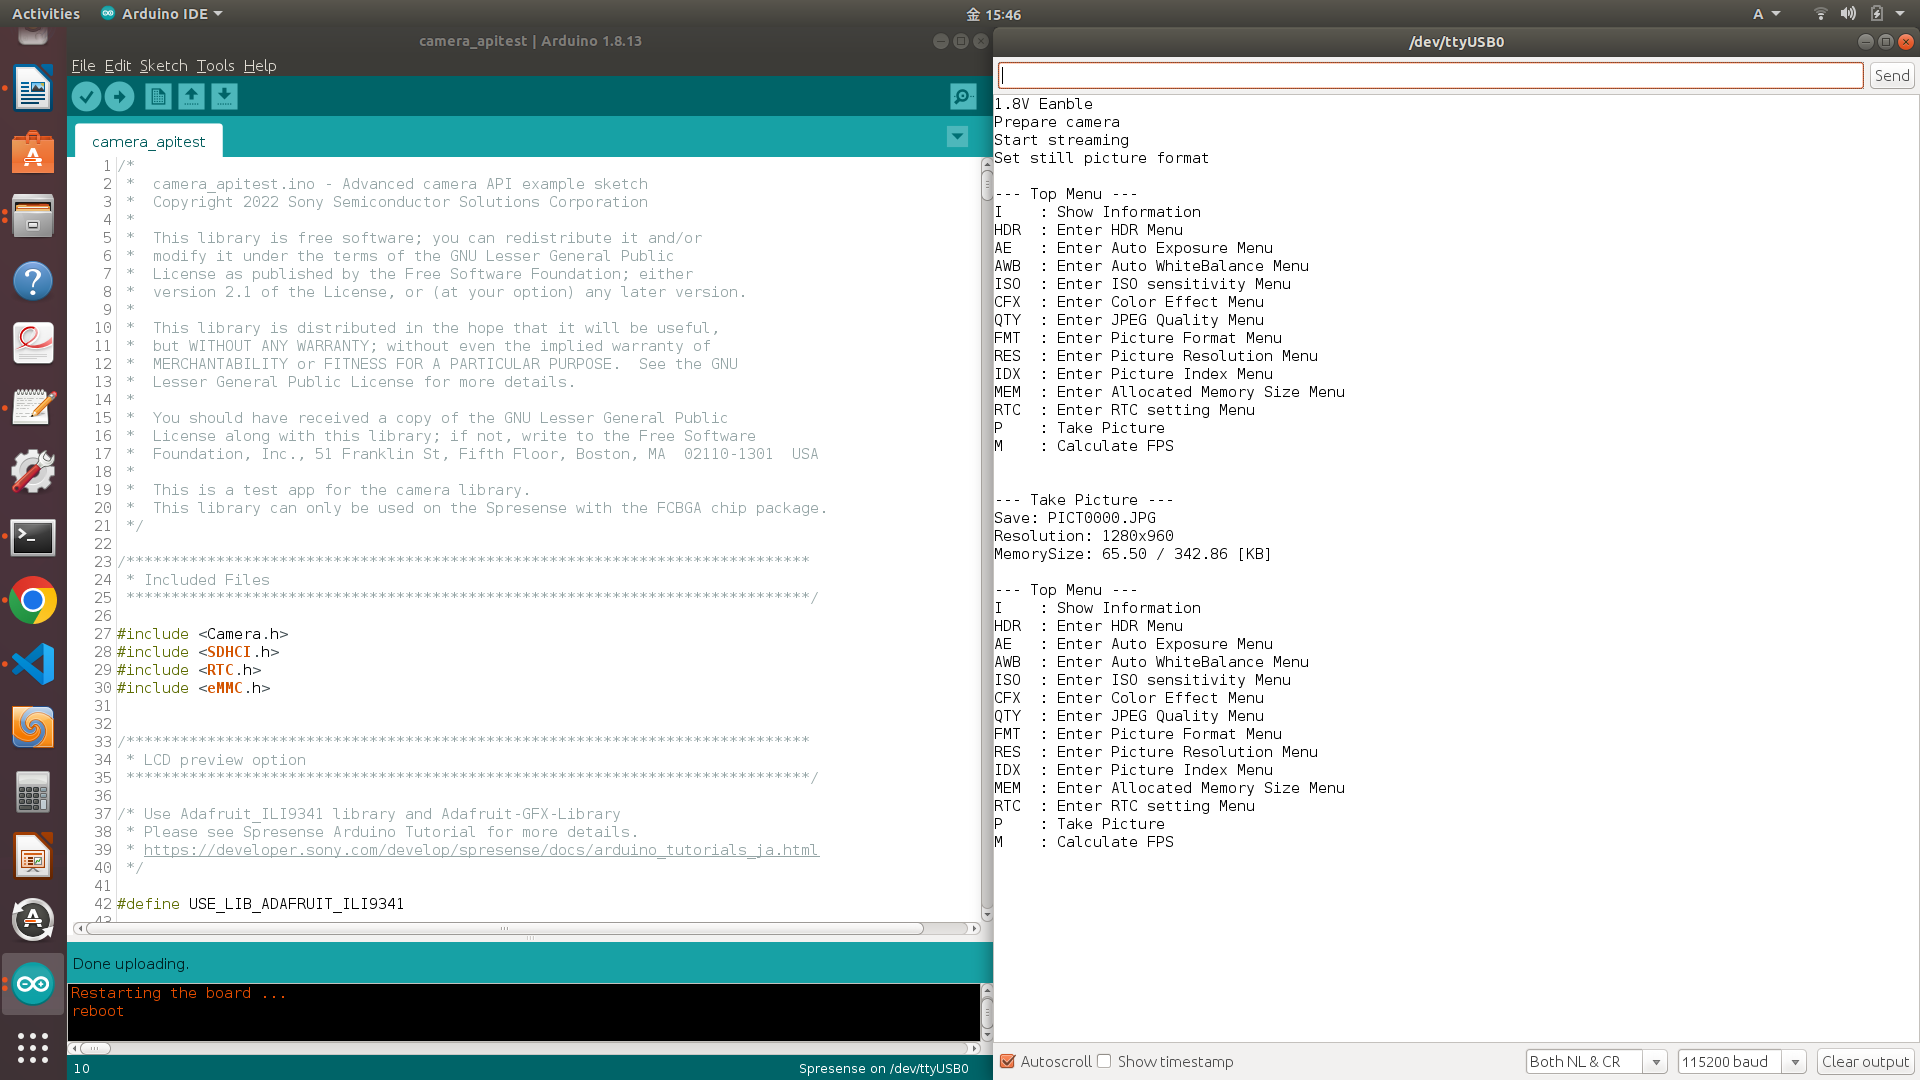 Activities
Arduino IDE
金 15:46
A
camera_apitest | Arduino 1.8.13
File Edit Sketch Tools Help
camera_apitest
1 /*
2 *  camera_apitest.ino - Advanced camera API example sketch
3 *  Copyright 2022 Sony Semiconductor Solutions Corporation
4 *
5 *  This library is free software; you can redistribute it and/or
6 *  modify it under the terms of the GNU Lesser General Public
7 *  License as published by the Free Software Foundation; either
8 *  version 2.1 of the License, or (at your option) any later version.
9 *
10 *  This library is distributed in the hope that it will be useful,
11 *  but WITHOUT ANY WARRANTY; without even the implied warranty of
12 *  MERCHANTABILITY or FITNESS FOR A PARTICULAR PURPOSE.  See the GNU
13 *  Lesser General Public License for more details.
14 *
15 *  You should have received a copy of the GNU Lesser General Public
16 *  License along with this library; if not, write to the Free Software
17 *  Foundation, Inc., 51 Franklin St, Fifth Floor, Boston, MA  02110-1301  USA
18 *
19 *  This is a test app for the camera library.
20 *  This library can only be used on the Spresense with the FCBGA chip package.
21 */
22
23 /****************************************************************************
24 * Included Files
25 ****************************************************************************/
26
27 #include <Camera.h>
28 #include <SDHCI.h>
29 #include <RTC.h>
30 #include <eMMC.h>
31
32
33 /****************************************************************************
34 * LCD preview option
35 ****************************************************************************/
36
37 /* Use Adafruit_ILI9341 library and Adafruit-GFX-Library
38 * Please see Spresense Arduino Tutorial for more details.
39 * https://developer.sony.com/develop/spresense/docs/arduino_tutorials_ja.html
40 */
41
42 #define USE_LIB_ADAFRUIT_ILI9341
43
Done uploading.
Restarting the board ...
reboot
10
Spresense on /dev/ttyUSB0
/dev/ttyUSB0
Send
1.8V Eanble
Prepare camera
Start streaming
Set still picture format
--- Top Menu ---
I    : Show Information
HDR  : Enter HDR Menu
AE   : Enter Auto Exposure Menu
AWB  : Enter Auto WhiteBalance Menu
ISO  : Enter ISO sensitivity Menu
CFX  : Enter Color Effect Menu
QTY  : Enter JPEG Quality Menu
FMT  : Enter Picture Format Menu
RES  : Enter Picture Resolution Menu
IDX  : Enter Picture Index Menu
MEM  : Enter Allocated Memory Size Menu
RTC  : Enter RTC setting Menu
P    : Take Picture
M    : Calculate FPS
--- Take Picture ---
Save: PICT0000.JPG
Resolution: 1280x960
MemorySize: 65.50 / 342.86 [KB]
--- Top Menu ---
I    : Show Information
HDR  : Enter HDR Menu
AE   : Enter Auto Exposure Menu
AWB  : Enter Auto WhiteBalance Menu
ISO  : Enter ISO sensitivity Menu
CFX  : Enter Color Effect Menu
QTY  : Enter JPEG Quality Menu
FMT  : Enter Picture Format Menu
RES  : Enter Picture Resolution Menu
IDX  : Enter Picture Index Menu
MEM  : Enter Allocated Memory Size Menu
RTC  : Enter RTC setting Menu
P    : Take Picture
M    : Calculate FPS
Autoscroll
Show timestamp
Both NL & CR
115200 baud
Clear output